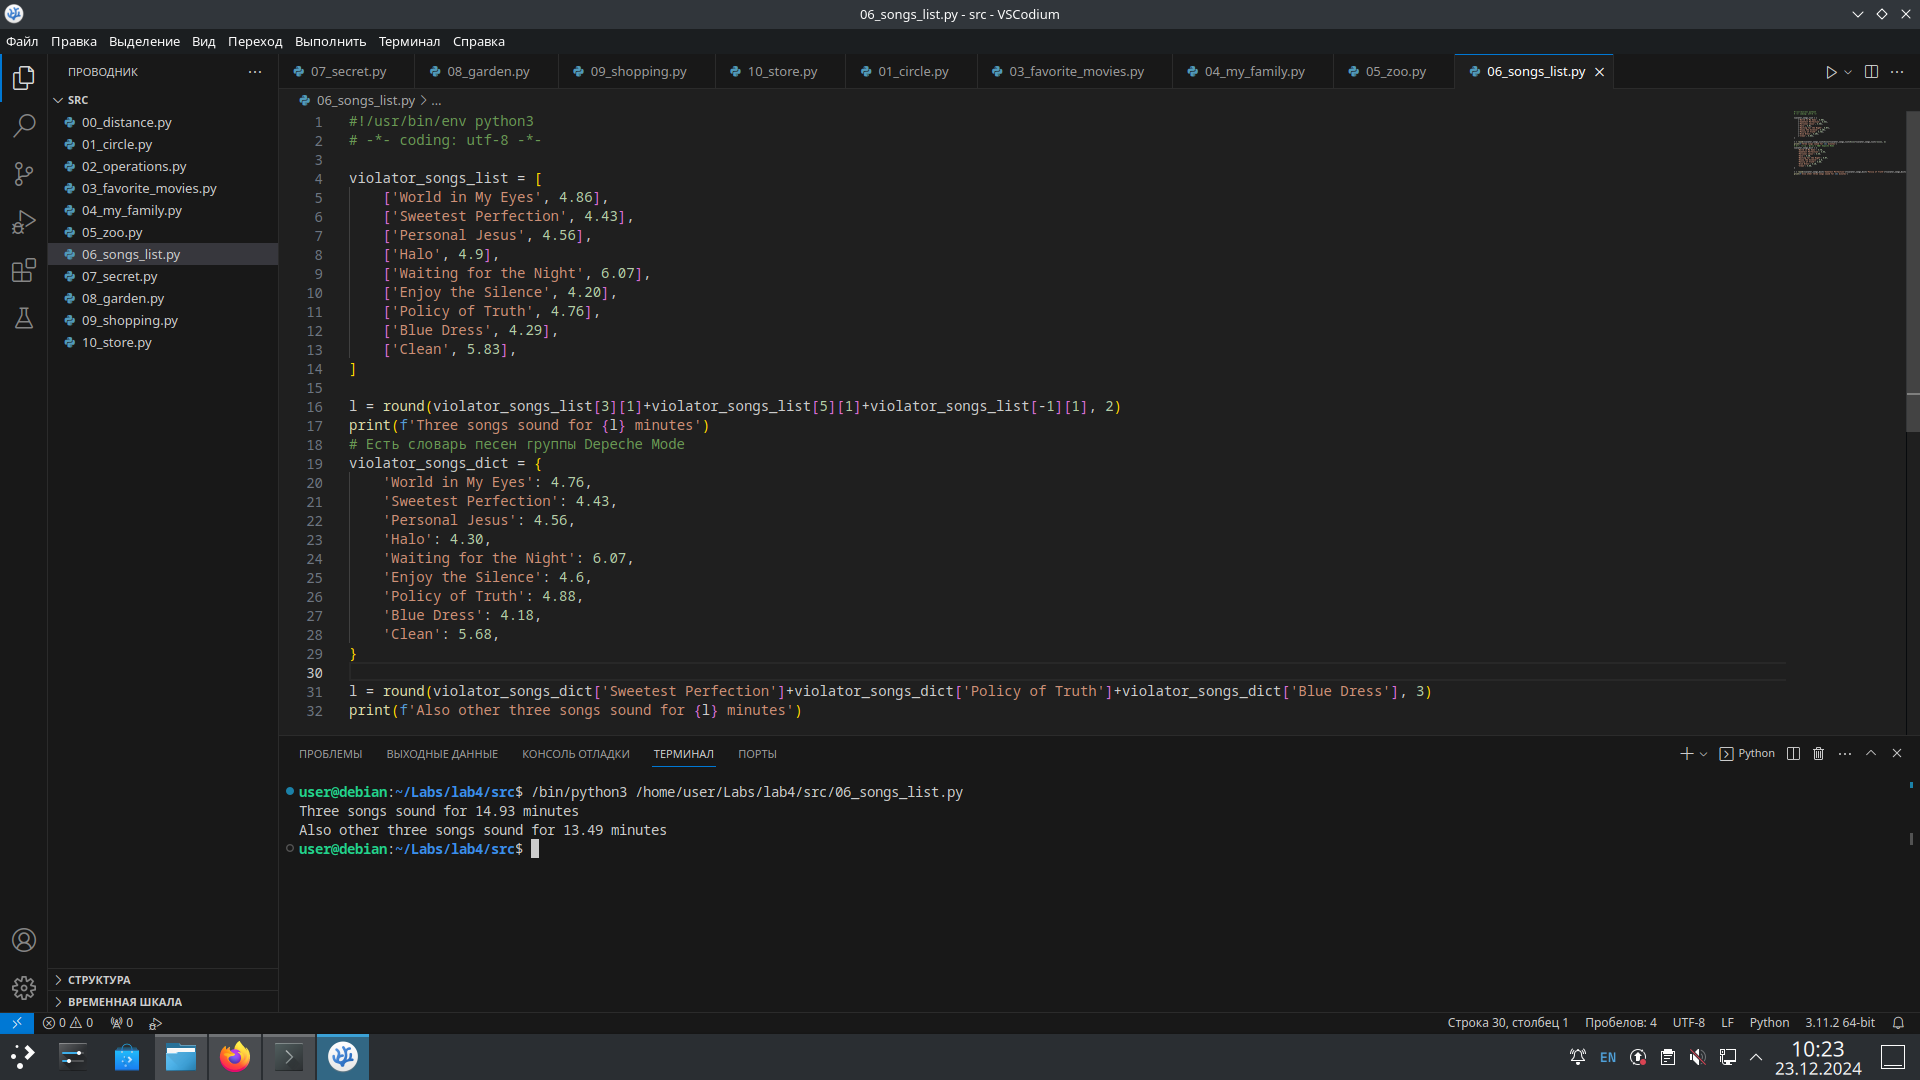 06_songs_list.py - src - VSCodium
Файл Правка Выделение Вид Переход Выполнить Терминал Справка
ПРОВОДНИК
07_secret.py 08_garden.py 09_shopping.py 10_store.py 01_circle.py 03_favorite_movies.py 04_my_family.py 05_zoo.py 06_songs_list.py
SRC
00_distance.py
01_circle.py
02_operations.py
03_favorite_movies.py
04_my_family.py
05_zoo.py
06_songs_list.py
07_secret.py
08_garden.py
09_shopping.py
10_store.py
06_songs_list.py > ...
1 #!/usr/bin/env python3
2 # -*- coding: utf-8 -*-
3
4 violator_songs_list = [
5 ['World in My Eyes', 4.86],
6 ['Sweetest Perfection', 4.43],
7 ['Personal Jesus', 4.56],
8 ['Halo', 4.9],
9 ['Waiting for the Night', 6.07],
10 ['Enjoy the Silence', 4.20],
11 ['Policy of Truth', 4.76],
12 ['Blue Dress', 4.29],
13 ['Clean', 5.83],
14 ]
15
16 l = round(violator_songs_list[3][1]+violator_songs_list[5][1]+violator_songs_list[-1][1], 2)
17 print(f'Three songs sound for {l} minutes')
18 # Есть словарь песен группы Depeche Mode
19 violator_songs_dict = {
20 'World in My Eyes': 4.76,
21 'Sweetest Perfection': 4.43,
22 'Personal Jesus': 4.56,
23 'Halo': 4.30,
24 'Waiting for the Night': 6.07,
25 'Enjoy the Silence': 4.6,
26 'Policy of Truth': 4.88,
27 'Blue Dress': 4.18,
28 'Clean': 5.68,
29 }
30
31 l = round(violator_songs_dict['Sweetest Perfection']+violator_songs_dict['Policy of Truth']+violator_songs_dict['Blue Dress'], 3)
32 print(f'Also other three songs sound for {l} minutes')
ПРОБЛЕМЫ ВЫХОДНЫЕ ДАННЫЕ КОНСОЛЬ ОТЛАДКИ ТЕРМИНАЛ ПОРТЫ
Python
user@debian:~/Labs/lab4/src$ /bin/python3 /home/user/Labs/lab4/src/06_songs_list.py
Three songs sound for 14.93 minutes
Also other three songs sound for 13.49 minutes
user@debian:~/Labs/lab4/src$
СТРУКТУРА
ВРЕМЕННАЯ ШКАЛА
0 0 0
Строка 30, столбец 1 Пробелов: 4 UTF-8 LF Python 3.11.2 64-bit
EN
10:23
23.12.2024